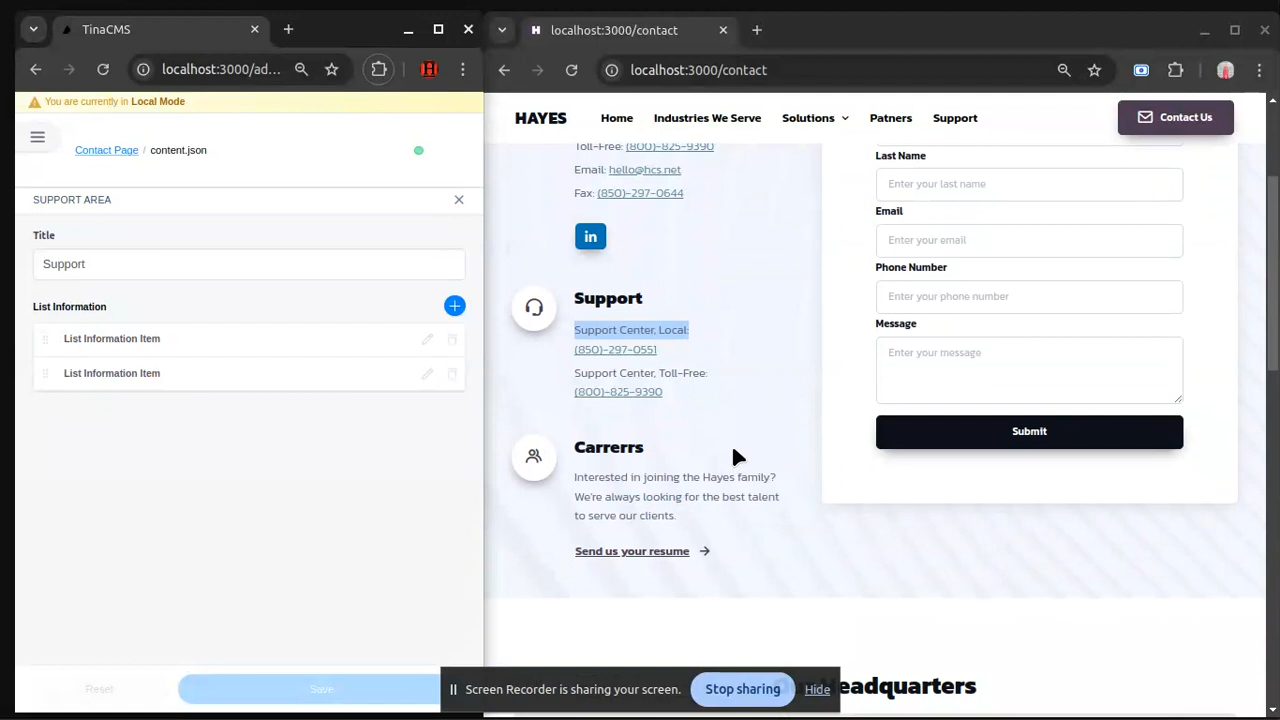 TinaCMS
localhost:3000/ad...
You are currently in Local Mode
Contact Page / content.json
SUPPORT AREA
Title
Support
List Information
List Information Item
List Information Item
Reset
Save
localhost:3000/contact
localhost:3000/contact
HAYES
Home
Industries We Serve
Solutions
Patners
Support
Contact Us
Toll-Free: (800)-825-9390
Email: hello@hcs.net
Fax: (850)-297-0644
in
Support
Support Center, Local:
(850)-297-0551
Support Center, Toll-Free:
(800)-825-9390
Carrerrs
Interested in joining the Hayes family?
We're always looking for the best talent
to serve our clients.
Send us your resume
Last Name
Enter your last name
Email
Enter your email
Phone Number
Enter your phone number
Message
Enter your message
Submit
Headquarters
Screen Recorder is sharing your screen.
Stop sharing
Hide